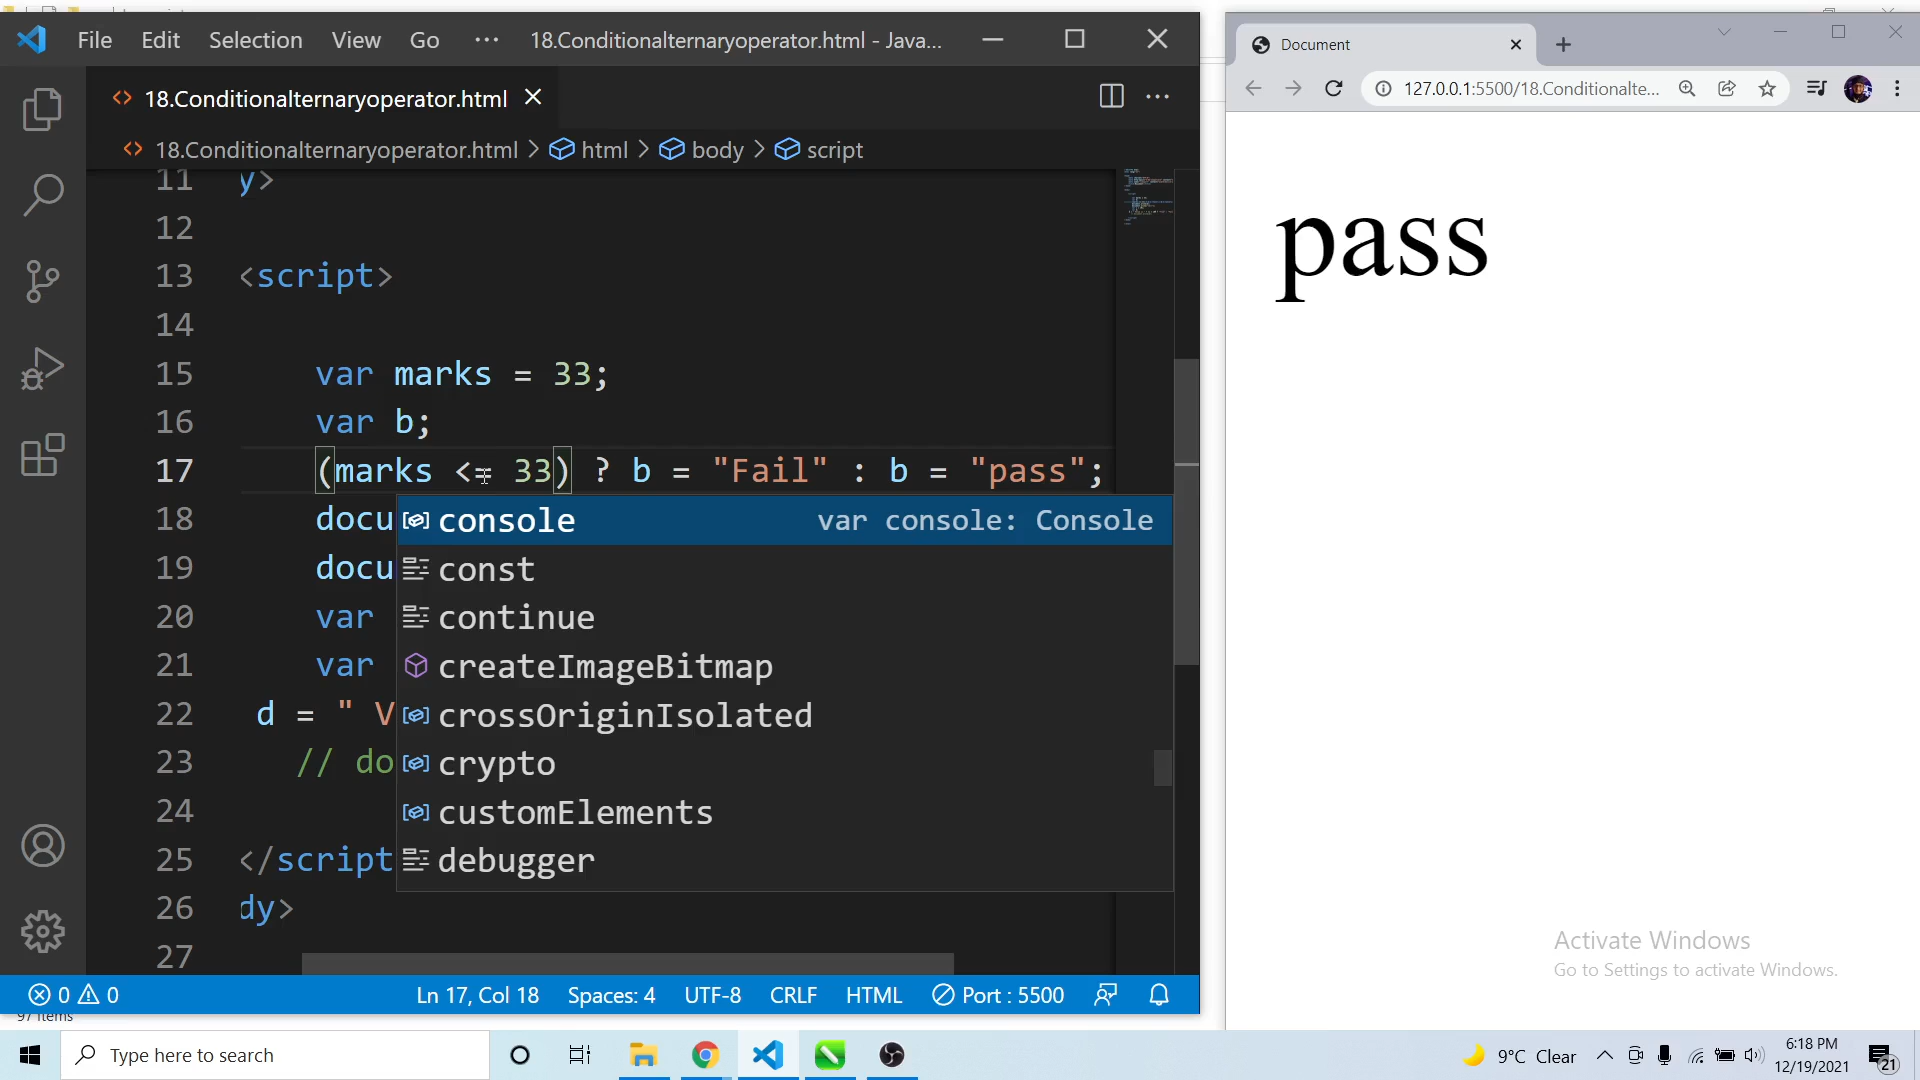 File Edit Selection View Go ··· 18.Conditionalternaryoperator.html - Java...
18.Conditionalternaryoperator.html
18.Conditionalternaryoperator.html > html > body > script
11 y>
12
13 <script>
14
15 var marks = 33;
16 var b;
17 (marks <= 33) ? b = "Fail" : b = "pass";
18 docu
19 docu
20 var
21 var
22 d = " V
23 // do
24
25 </script
26 dy>
27
console var console: Console
const
continue
createImageBitmap
crossOriginIsolated
crypto
customElements
debugger
0 0 Ln 17, Col 18 Spaces: 4 UTF-8 CRLF HTML Port : 5500
97 items
Document
127.0.0.1:5500/18.Conditionalte...
pass
Activate Windows
Go to Settings to activate Windows.
Type here to search
9°C Clear
6:18 PM
12/19/2021
21